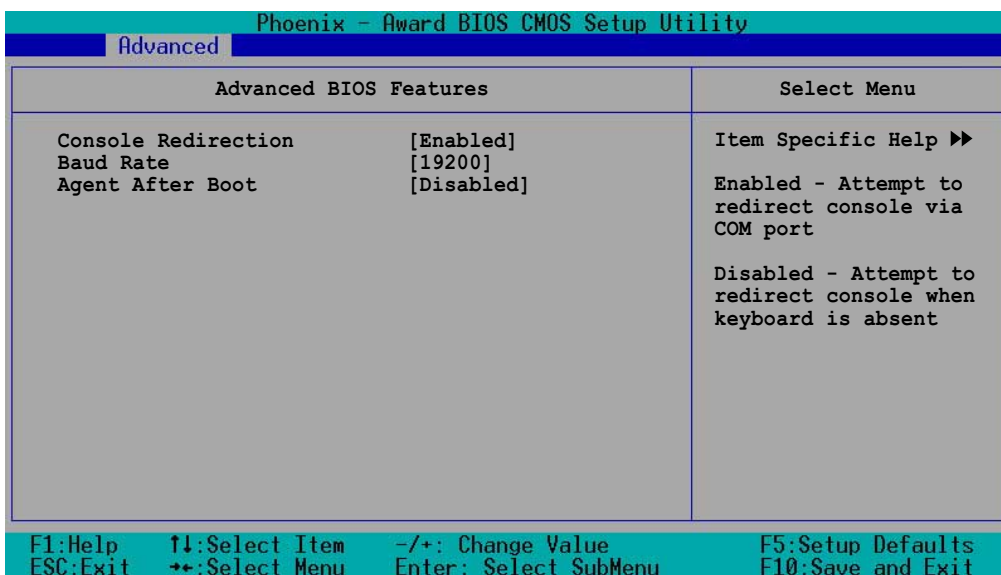 Phoenix - Award BIOS CMOS Setup Utility
Advanced
Advanced BIOS Features
Select Menu
Console Redirection [Enabled]
Baud Rate [19200]
Agent After Boot [Disabled]
Item Specific Help ▶▶
Enabled - Attempt to
redirect console via
COM port
Disabled - Attempt to
redirect console when
keyboard is absent
F1:Help ↑↓:Select Item -/+: Change Value F5:Setup Defaults
ESC:Exit →←:Select Menu Enter: Select SubMenu F10:Save and Exit